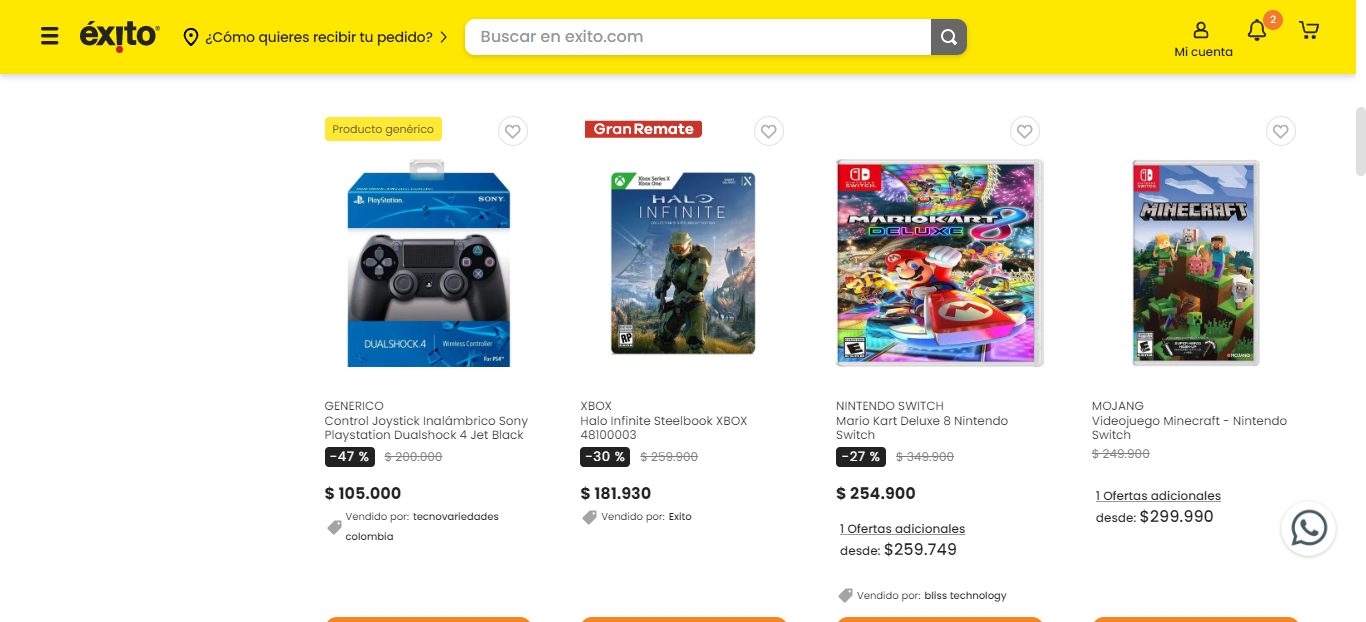 éxito
¿Cómo quieres recibir tu pedido?
Buscar en exito.com
Mi cuenta
2
Producto genérico
GranRemate
PlayStation
SONY
DUALSHOCK 4
Wireless Controller
For PS4
Xbox Series X
Xbox One
HALO
INFINITE
RP
NINTENDO
SWITCH
MARIOKART 8
DELUXE
E
NINTENDO
SWITCH
MINECRAFT
MOJANG
GENERICO
Control Joystick Inalámbrico Sony
Playstation Dualshock 4 Jet Black
-47 % $ 200.000
$ 105.000
Vendido por: tecnovariedades
colombia
XBOX
Halo Infinite Steelbook XBOX
48100003
-30 % $ 259.900
$ 181.930
Vendido por: Exito
NINTENDO SWITCH
Mario Kart Deluxe 8 Nintendo
Switch
-27 % $ 349.900
$ 254.900
1 Ofertas adicionales
desde: $259.749
Vendido por: bliss technology
MOJANG
Videojuego Minecraft - Nintendo
Switch
$ 249.900
1 Ofertas adicionales
desde: $299.990